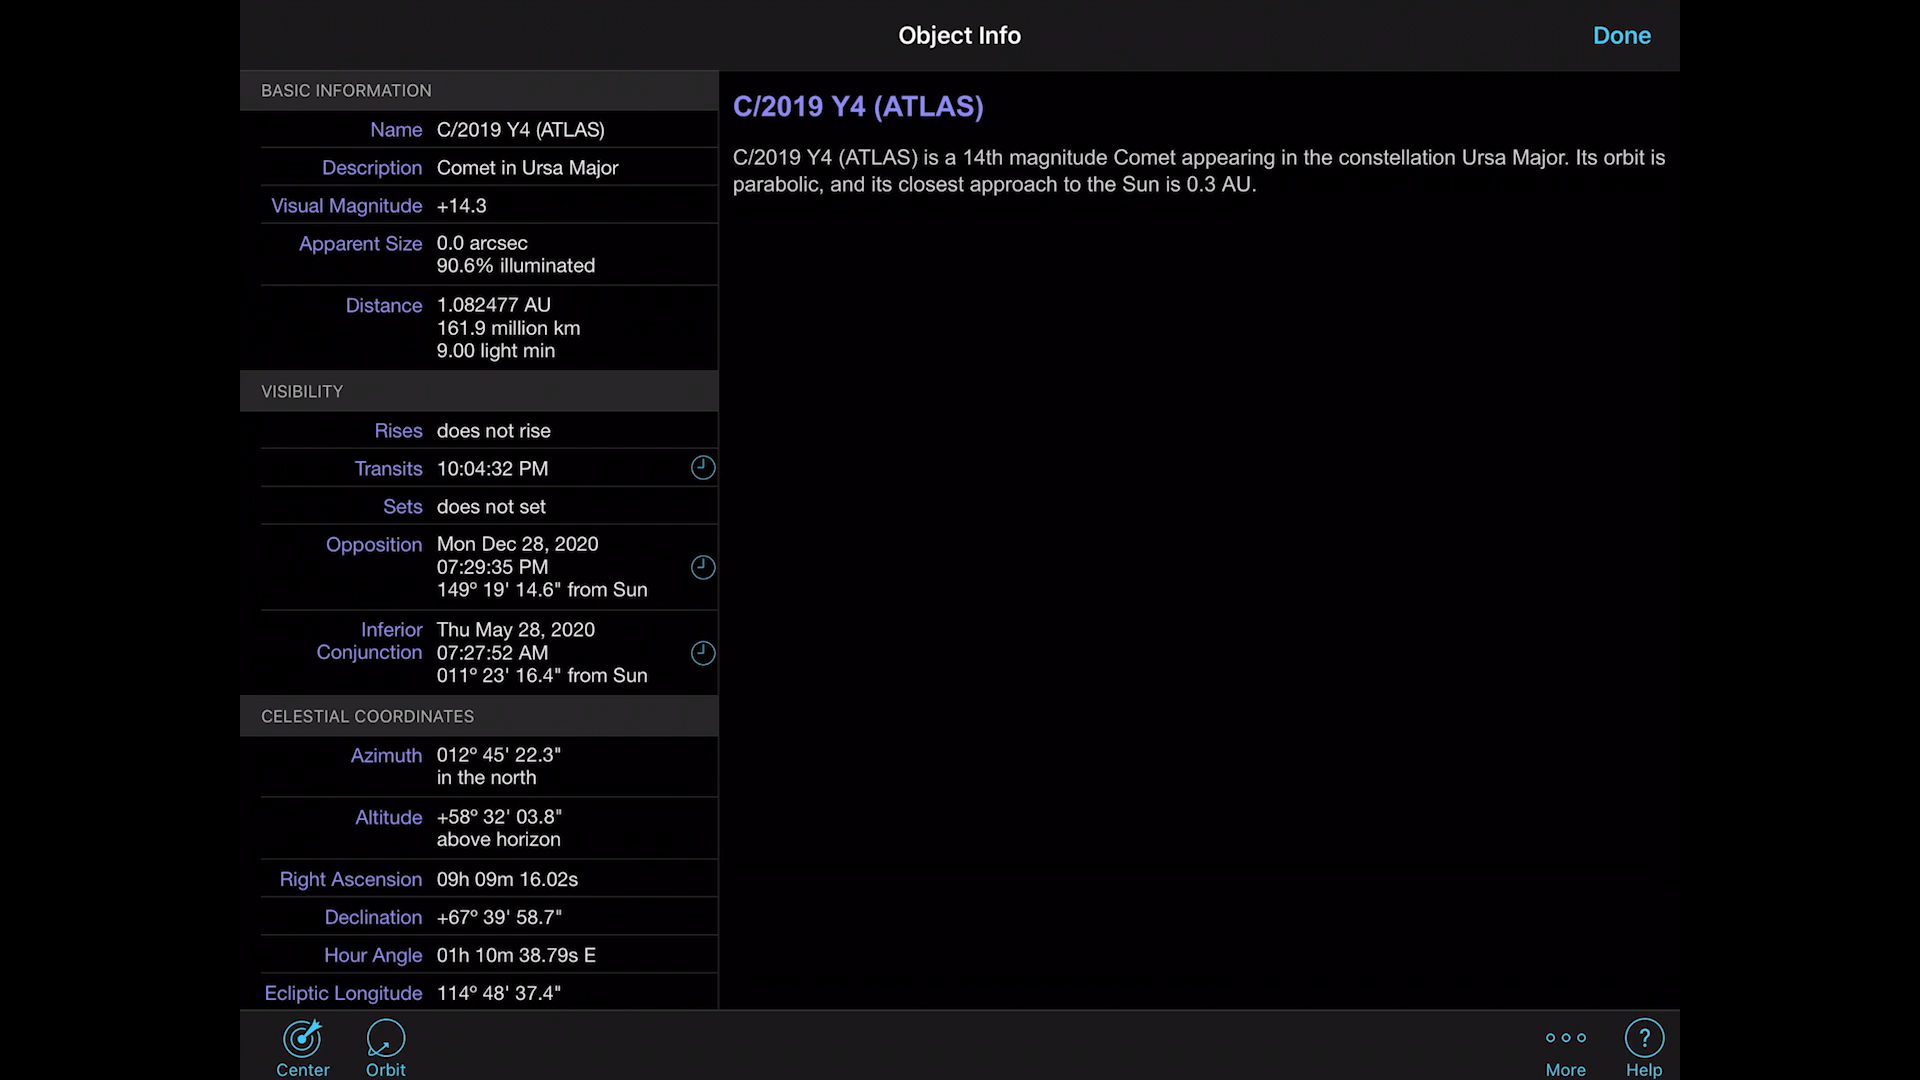 Object Info
Done
BASIC INFORMATION
Name C/2019 Y4 (ATLAS)
Description Comet in Ursa Major
Visual Magnitude +14.3
Apparent Size 0.0 arcsec
90.6% illuminated
Distance 1.082477 AU
161.9 million km
9.00 light min
VISIBILITY
Rises does not rise
Transits 10:04:32 PM
Sets does not set
Opposition Mon Dec 28, 2020
07:29:35 PM
149º 19' 14.6" from Sun
Inferior Thu May 28, 2020
Conjunction 07:27:52 AM
011º 23' 16.4" from Sun
CELESTIAL COORDINATES
Azimuth 012º 45' 22.3"
in the north
Altitude +58º 32' 03.8"
above horizon
Right Ascension 09h 09m 16.02s
Declination +67º 39' 58.7"
Hour Angle 01h 10m 38.79s E
Ecliptic Longitude 114º 48' 37.4"
C/2019 Y4 (ATLAS)
C/2019 Y4 (ATLAS) is a 14th magnitude Comet appearing in the constellation Ursa Major. Its orbit is
parabolic, and its closest approach to the Sun is 0.3 AU.
Center
Orbit
More
?
Help